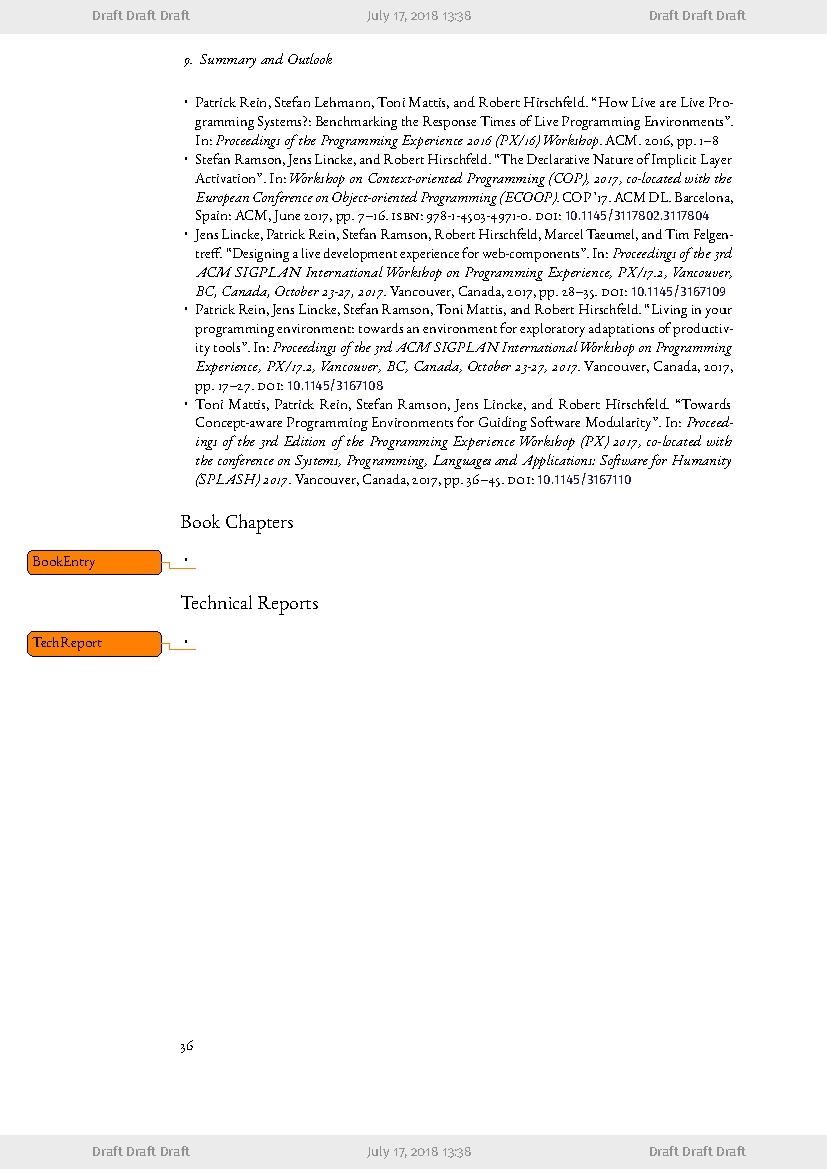 Draft Draft Draft July 17, 2018 13:38 Draft Draft Draft
9. Summary and Outlook
• Patrick Rein, Stefan Lehmann, Toni Mattis, and Robert Hirschfeld. “How Live are Live Pro-
gramming Systems?: Benchmarking the Response Times of Live Programming Environments”.
In: Proceedings of the Programming Experience 2016 (PX/16) Workshop. ACM. 2016, pp. 1–8
• Stefan Ramson, Jens Lincke, and Robert Hirschfeld. “The Declarative Nature of Implicit Layer
Activation”. In: Workshop on Context-oriented Programming (COP), 2017, co-located with the
European Conference on Object-oriented Programming (ECOOP). COP ’17. ACM DL. Barcelona,
Spain: ACM, June 2017, pp. 7–16. ISBN: 978-1-4503-4971-0. DOI: 10.1145/3117802.3117804
• Jens Lincke, Patrick Rein, Stefan Ramson, Robert Hirschfeld, Marcel Taeumel, and Tim Felgen-
treff. “Designing a live development experience for web-components”. In: Proceedings of the 3rd
ACM SIGPLAN International Workshop on Programming Experience, PX/17.2, Vancouver,
BC, Canada, October 23-27, 2017. Vancouver, Canada, 2017, pp. 28–35. DOI: 10.1145/3167109
• Patrick Rein, Jens Lincke, Stefan Ramson, Toni Mattis, and Robert Hirschfeld. “Living in your
programming environment: towards an environment for exploratory adaptations of productiv-
ity tools”. In: Proceedings of the 3rd ACM SIGPLAN International Workshop on Programming
Experience, PX/17.2, Vancouver, BC, Canada, October 23-27, 2017. Vancouver, Canada, 2017,
pp. 17–27. DOI: 10.1145/3167108
• Toni Mattis, Patrick Rein, Stefan Ramson, Jens Lincke, and Robert Hirschfeld. “Towards
Concept-aware Programming Environments for Guiding Software Modularity”. In: Proceed-
ings of the 3rd Edition of the Programming Experience Workshop (PX) 2017, co-located with
the conference on Systems, Programming, Languages and Applications: Software for Humanity
(SPLASH) 2017. Vancouver, Canada, 2017, pp. 36–45. DOI: 10.1145/3167110
Book Chapters
BookEntry •
Technical Reports
TechReport •
36
Draft Draft Draft July 17, 2018 13:38 Draft Draft Draft